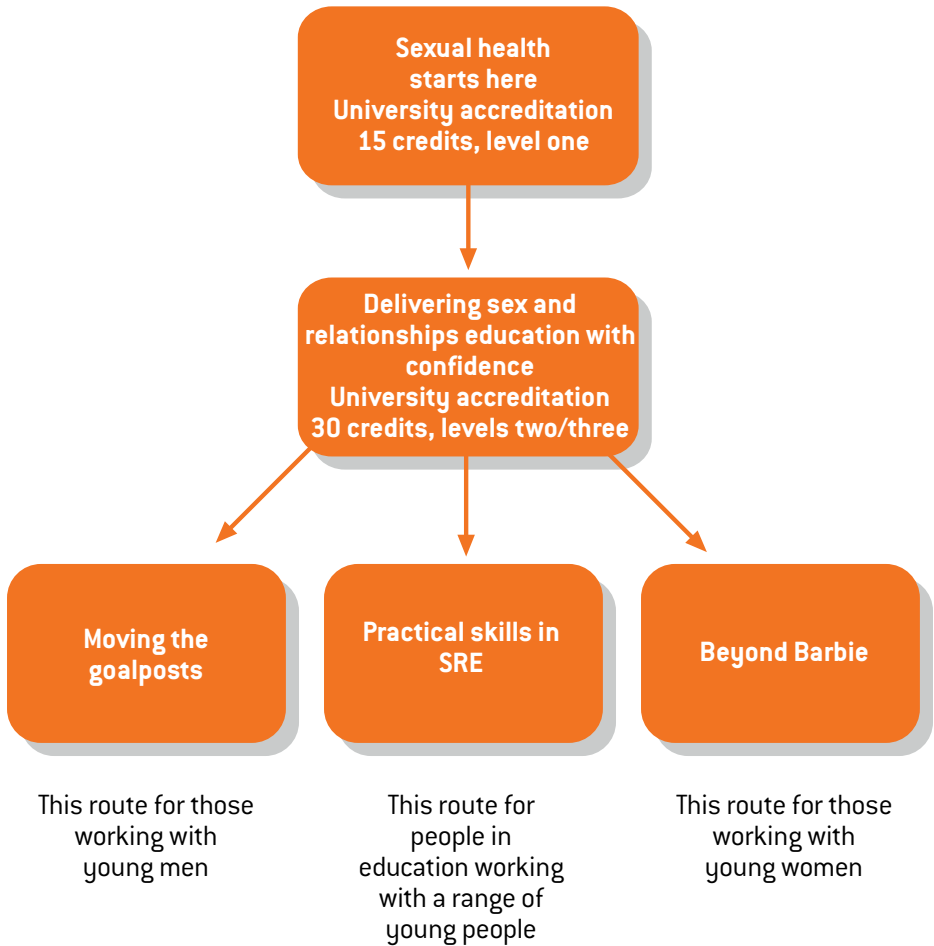 Sexual health
starts here
University accreditation
15 credits, level one
Delivering sex and
relationships education with
confidence
University accreditation
30 credits, levels two/three
Moving the
goalposts
Practical skills in
SRE
Beyond Barbie
This route for those
working with
young men
This route for
people in
education working
with a range of
young people
This route for those
working with
young women